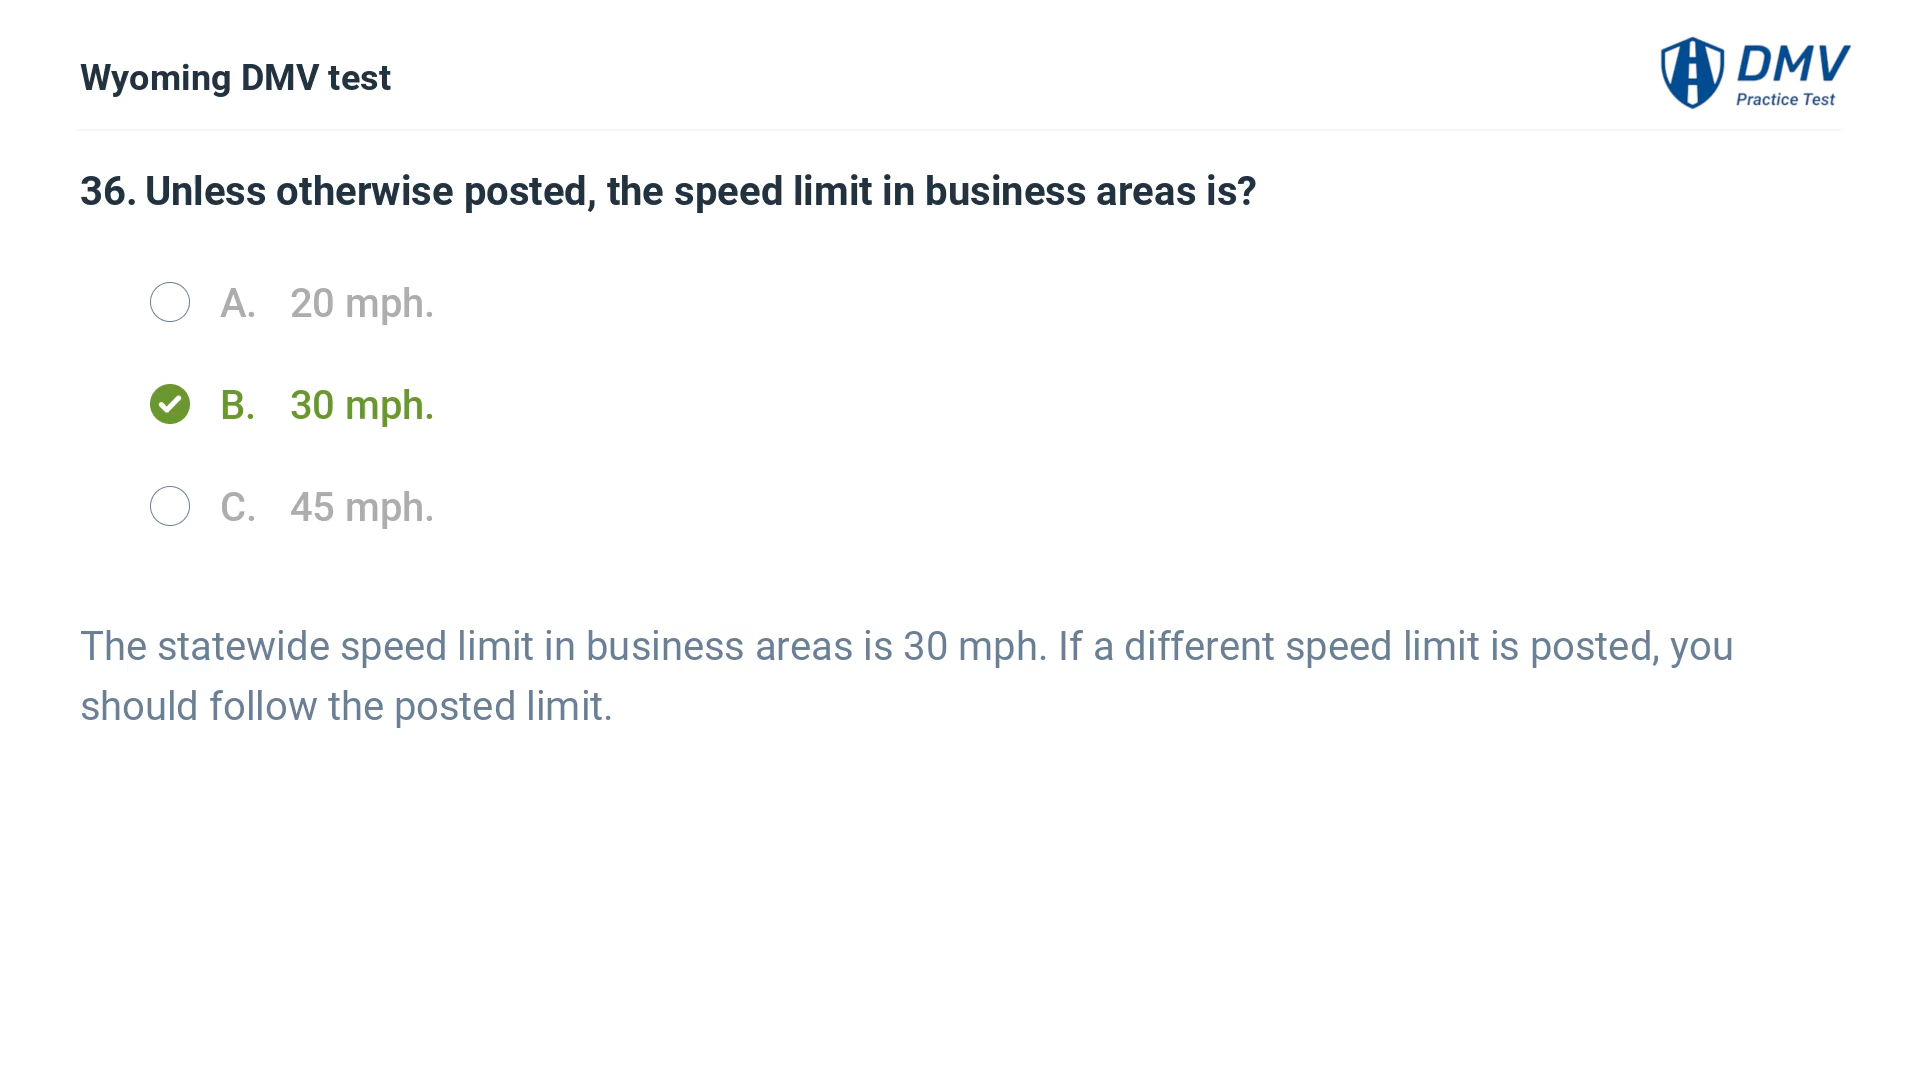 Wyoming DMV test
DMV
Practice Test
36. Unless otherwise posted, the speed limit in business areas is?
A. 20 mph.
B. 30 mph.
C. 45 mph.
The statewide speed limit in business areas is 30 mph. If a different speed limit is posted, you
should follow the posted limit.